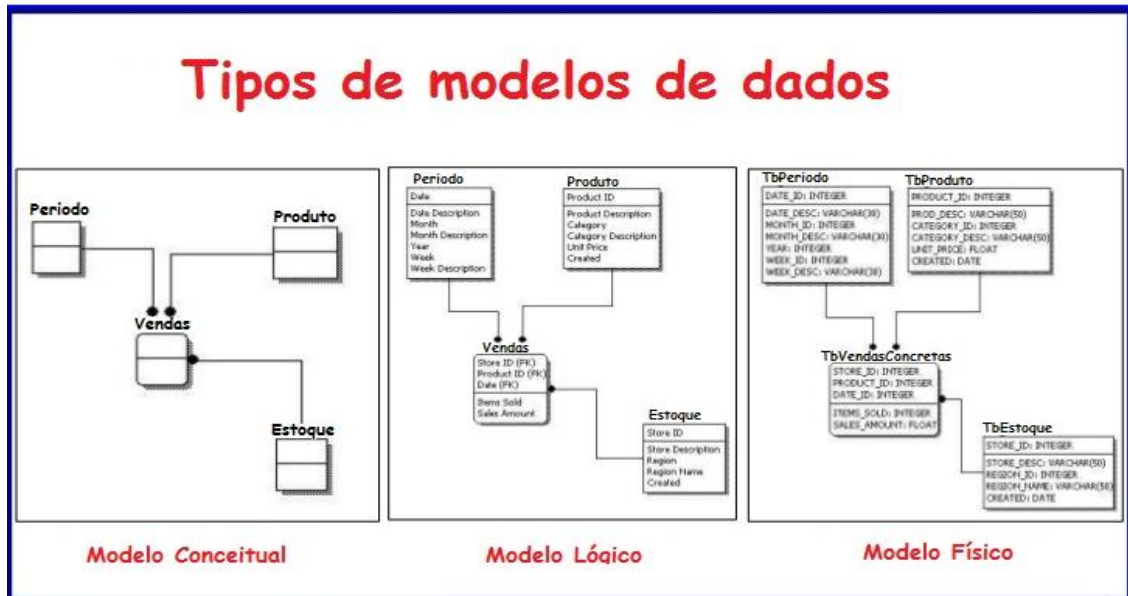 Tipos de modelos de dados
Periodo
Produto
Vendas
Estoque
Modelo Conceitual
Periodo
Date
Date Description
Month
Month Description
Year
Week
Week Description
Produto
Product ID
Product Description
Category
Category Description
Unit Price
Created
Vendas
Store ID (FK)
Product ID (FK)
Date (FK)
Items Sold
Sales Amount
Estoque
Store ID
Store Description
Region
Region Name
Created
Modelo Lógico
TbPeriodo
DATE_ID: INTEGER
DATE_DESC: VARCHAR(30)
MONTH_ID: INTEGER
MONTH_DESC: VARCHAR(30)
YEAR: INTEGER
WEEK_ID: INTEGER
WEEK_DESC: VARCHAR(30)
TbProduto
PRODUCT_ID: INTEGER
PROD_DESC: VARCHAR(50)
CATEGORY_ID: INTEGER
CATEGORY_DESC: VARCHAR(50)
UNIT_PRICE: FLOAT
CREATED: DATE
TbVendasConcretas
STORE_ID: INTEGER
PRODUCT_ID: INTEGER
DATE_ID: INTEGER
ITEMS_SOLD: INTEGER
SALES_AMOUNT: FLOAT
TbEstoque
STORE_ID: INTEGER
STORE_DESC: VARCHAR(50)
REGION_ID: INTEGER
REGION_NAME: VARCHAR(50)
CREATED: DATE
Modelo Físico